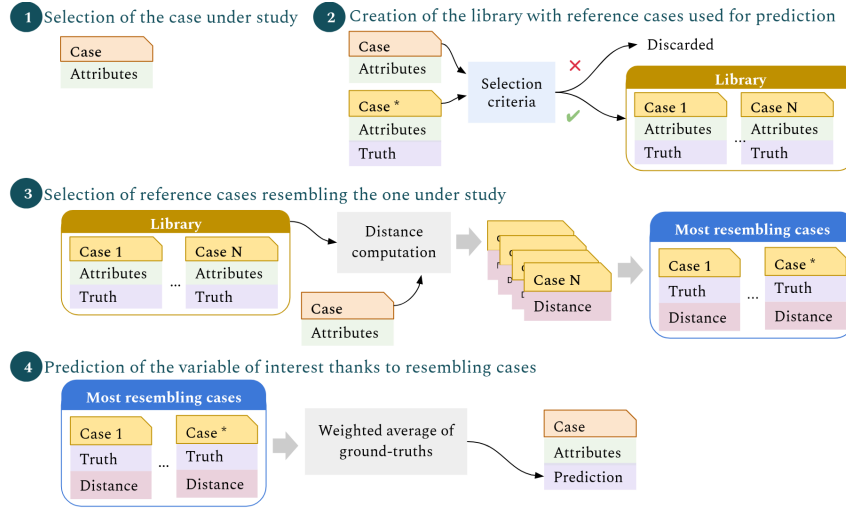 1 Selection of the case under study
Case
Attributes
2 Creation of the library with reference cases used for prediction
Case
Attributes
Case *
Attributes
Truth
Selection
criteria
Discarded
Library
Case 1
Attributes
Truth
...
Case N
Attributes
Truth
3 Selection of reference cases resembling the one under study
Library
Case 1
Attributes
Truth
...
Case N
Attributes
Truth
Case
Attributes
Distance
computation
Case N
Distance
Most resembling cases
Case 1
Truth
Distance
...
Case *
Truth
Distance
4 Prediction of the variable of interest thanks to resembling cases
Most resembling cases
Case 1
Truth
Distance
...
Case *
Truth
Distance
Weighted average of
ground-truths
Case
Attributes
Prediction